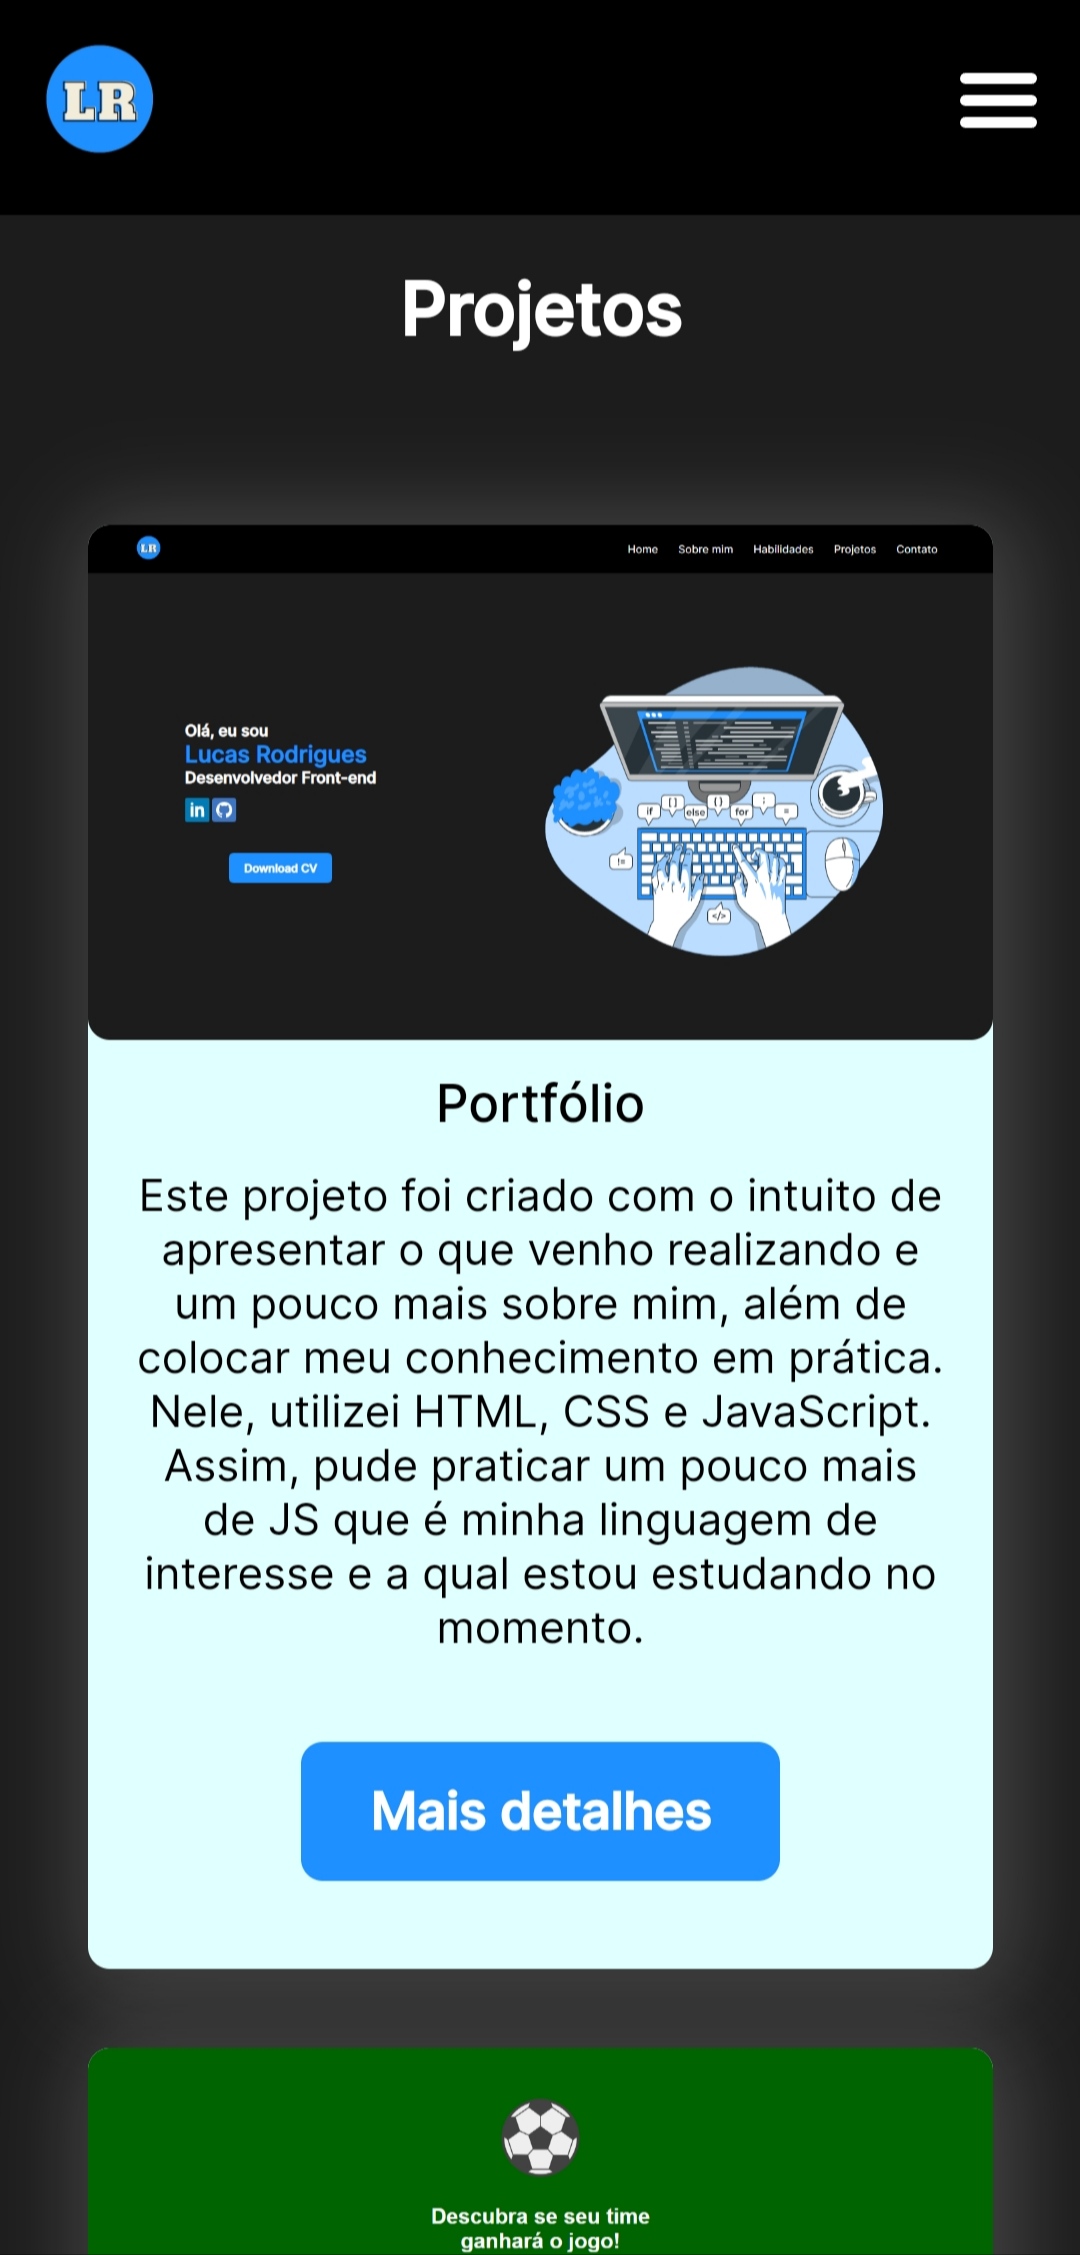 LR
Projetos
LR
Home Sobre mim Habilidades Projetos Contato
Olá, eu sou
Lucas Rodrigues
Desenvolvedor Front-end
in
Download CV
if { } else () for ; =
!=
</>
Portfólio
Este projeto foi criado com o intuito de
apresentar o que venho realizando e
um pouco mais sobre mim, além de
colocar meu conhecimento em prática.
Nele, utilizei HTML, CSS e JavaScript.
Assim, pude praticar um pouco mais
de JS que é minha linguagem de
interesse e a qual estou estudando no
momento.
Mais detalhes
Descubra se seu time
ganhará o jogo!